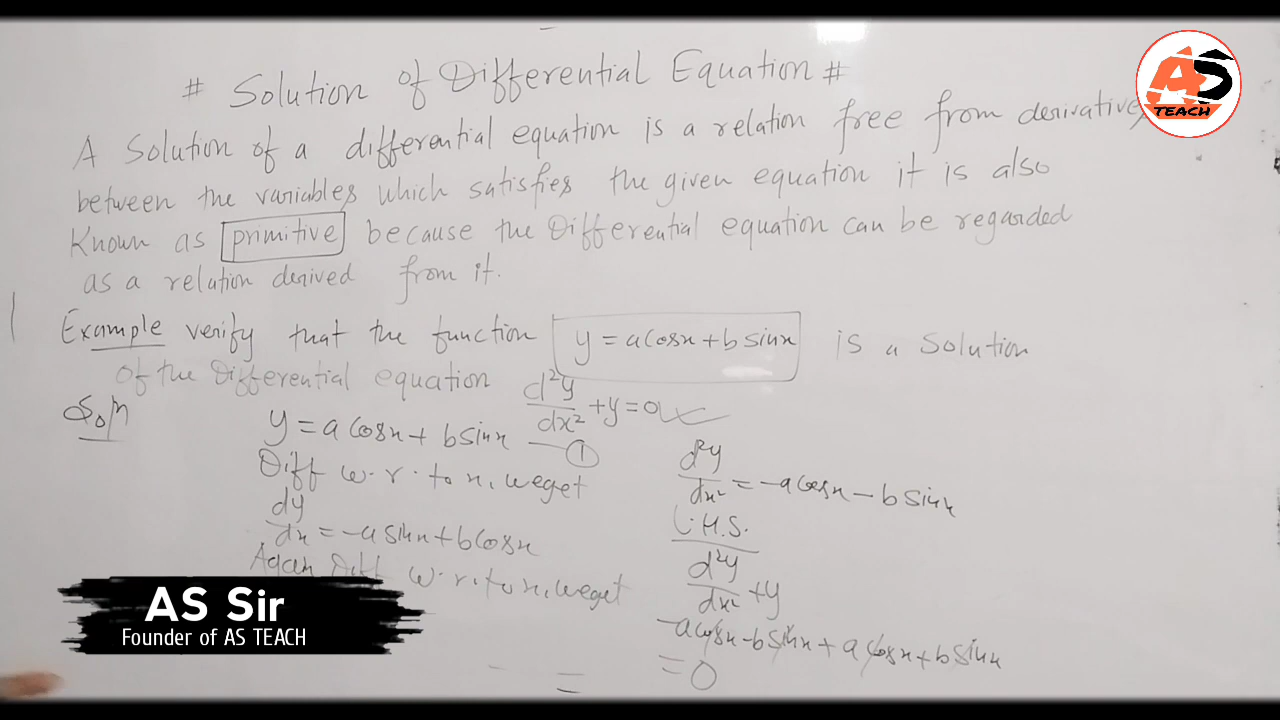 # Solution of Differential Equation #
A Solution of a differential equation is a relation free from derivative,
between the variables which satisfies the given equation it is also
Known as primitive because the Differential equation can be regarded
as a relation derived from it.
Example verify that the function y = a cosx + b sinx is a solution
of the Differential equation d²y/dx² + y = 0
Soln
y = a cosx + b sinx — ①
Diff w.r.to x, we get
dy/dx = -a sinx + b cosx
Again Diff w.r.to x, we get
d²y/dx² = -a cosx - b sinx
L.H.S.
d²y/dx² + y
-a cosx - b sinx + a cosx + b sinx
= 0
=
AS
TEACH
AS Sir
Founder of AS TEACH